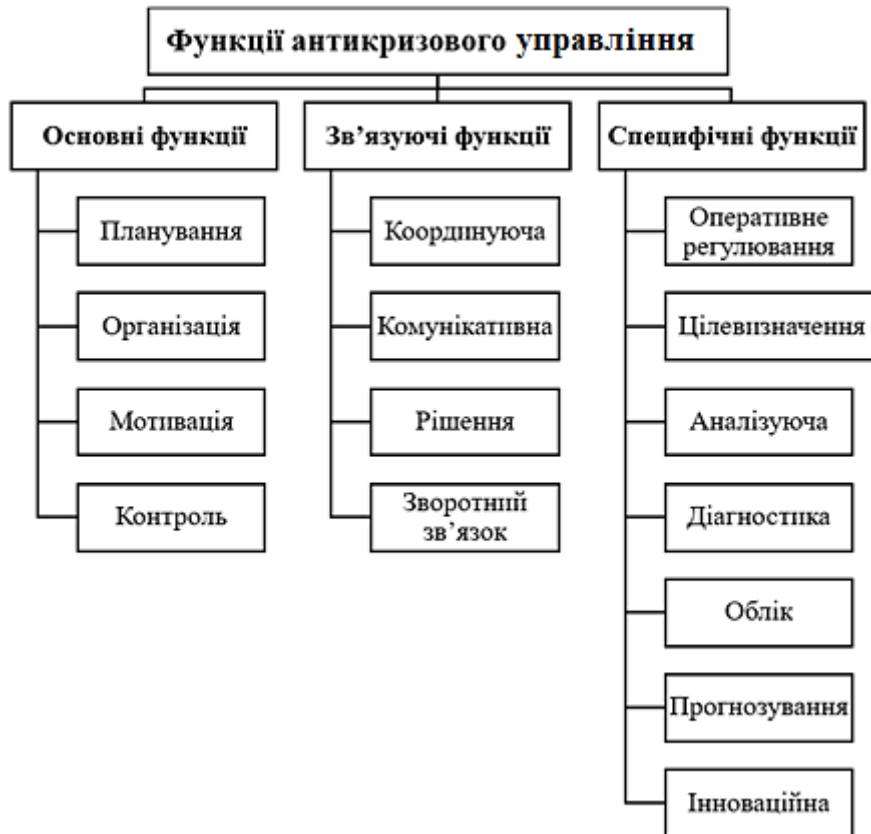 Функції антикризового управління
Основні функції
Зв’язуючі функції
Специфічні функції
Планування
Організація
Мотивація
Контроль
Координуюча
Комунікативна
Рішення
Зворотний
зв’язок
Оперативне
регулювання
Цілевизначення
Аналізуюча
Діагностика
Облік
Прогнозування
Інноваційна